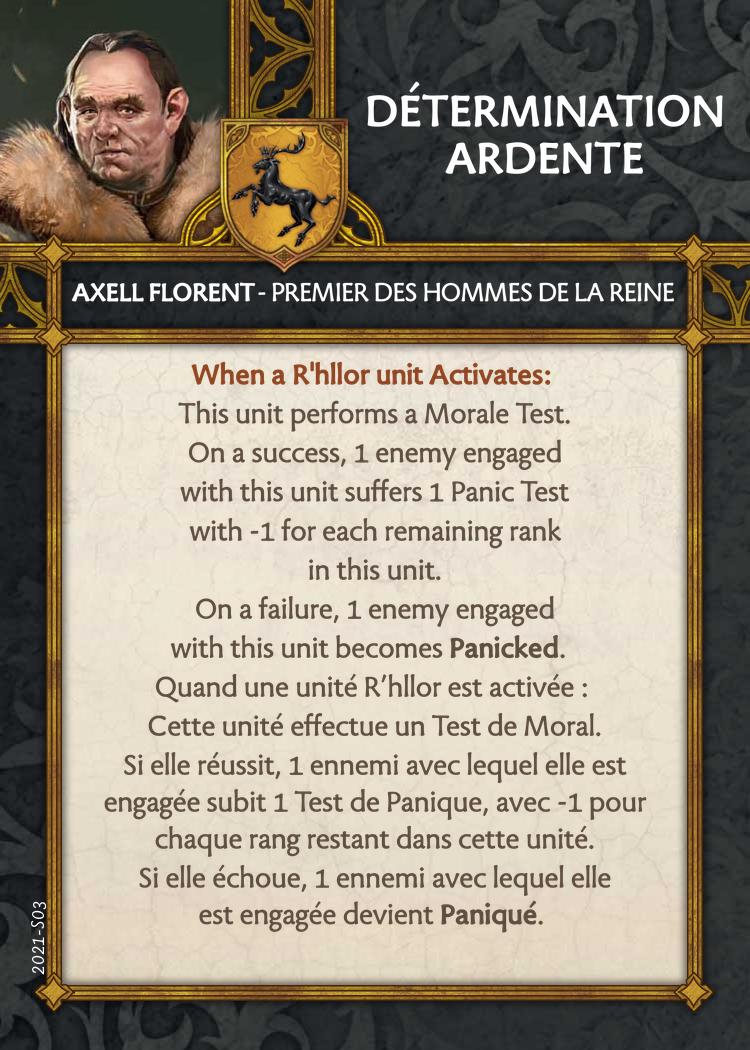 DÉTERMINATION
ARDENTE
AXELL FLORENT - PREMIER DES HOMMES DE LA REINE
When a R'hllor unit Activates:
This unit performs a Morale Test.
On a success, 1 enemy engaged
with this unit suffers 1 Panic Test
with -1 for each remaining rank
in this unit.
On a failure, 1 enemy engaged
with this unit becomes Panicked.
Quand une unité R’hllor est activée :
Cette unité effectue un Test de Moral.
Si elle réussit, 1 ennemi avec lequel elle est
engagée subit 1 Test de Panique, avec -1 pour
chaque rang restant dans cette unité.
Si elle échoue, 1 ennemi avec lequel elle
est engagée devient Paniqué.
2021-S03